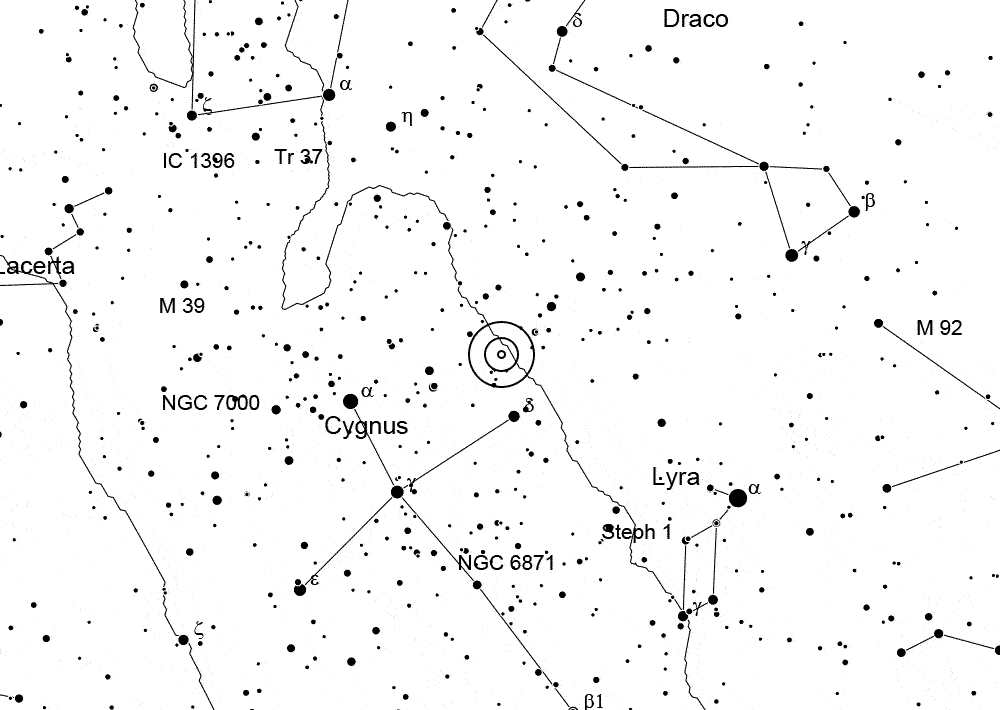 Draco
δ
α
ζ
η
IC 1396
Tr 37
β
γ
Lacerta
M 39
M 92
α
NGC 7000
δ
Cygnus
Lyra
α
γ
Steph 1
NGC 6871
ε
γ
ζ
β1